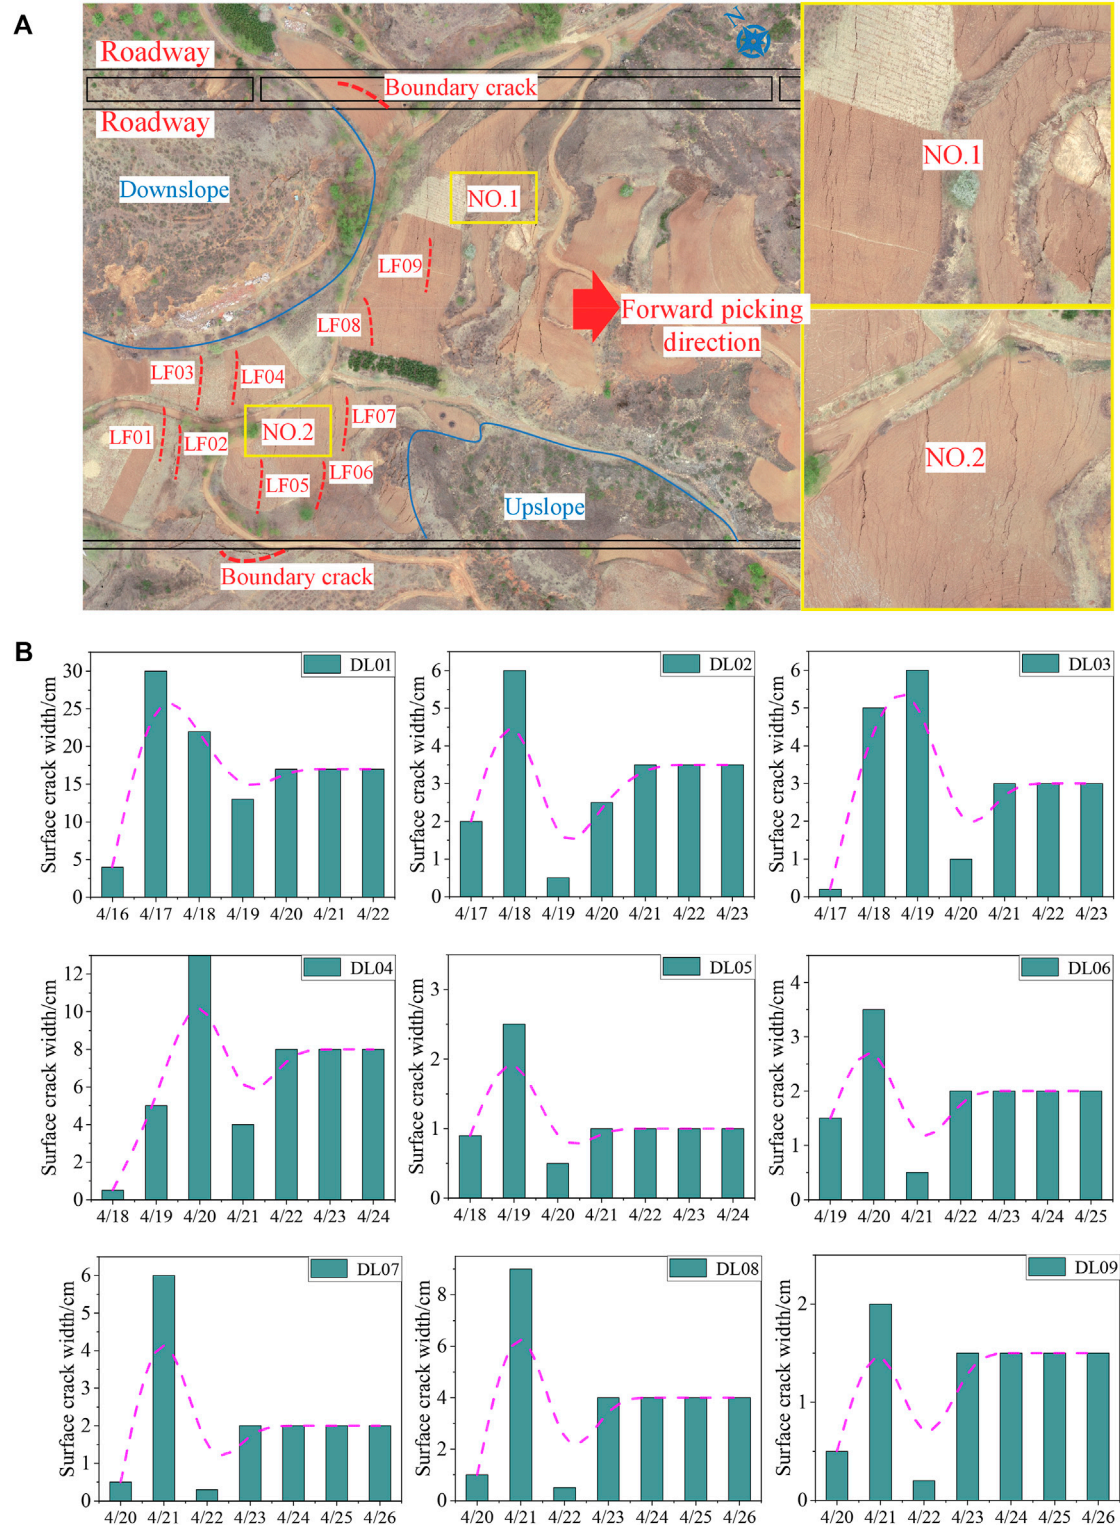 A
N
Roadway
Boundary crack
Roadway
Downslope
NO.1
LF09
LF08
Forward picking
direction
LF03
LF04
LF01
LF02
NO.2
LF07
LF05
LF06
Upslope
Boundary crack
NO.1
NO.2
B
DL01
Surface crack width/cm
30
25
20
15
10
5
0
4/16 4/17 4/18 4/19 4/20 4/21 4/22
DL02
Surface crack width/cm
6
5
4
3
2
1
0
4/17 4/18 4/19 4/20 4/21 4/22 4/23
DL03
Surface crack width/cm
6
5
4
3
2
1
0
4/17 4/18 4/19 4/20 4/21 4/22 4/23
DL04
Surface crack width/cm
12
10
8
6
4
2
0
4/18 4/19 4/20 4/21 4/22 4/23 4/24
DL05
Surface crack width/cm
3
2
1
0
4/18 4/19 4/20 4/21 4/22 4/23 4/24
DL06
Surface crack width/cm
4
3
2
1
0
4/19 4/20 4/21 4/22 4/23 4/24 4/25
DL07
Surface crack width/cm
6
5
4
3
2
1
0
4/20 4/21 4/22 4/23 4/24 4/25 4/26
DL08
Surface crack width/cm
8
6
4
2
0
4/20 4/21 4/22 4/23 4/24 4/25 4/26
DL09
Surface crack width/cm
2
1
0
4/20 4/21 4/22 4/23 4/24 4/25 4/26